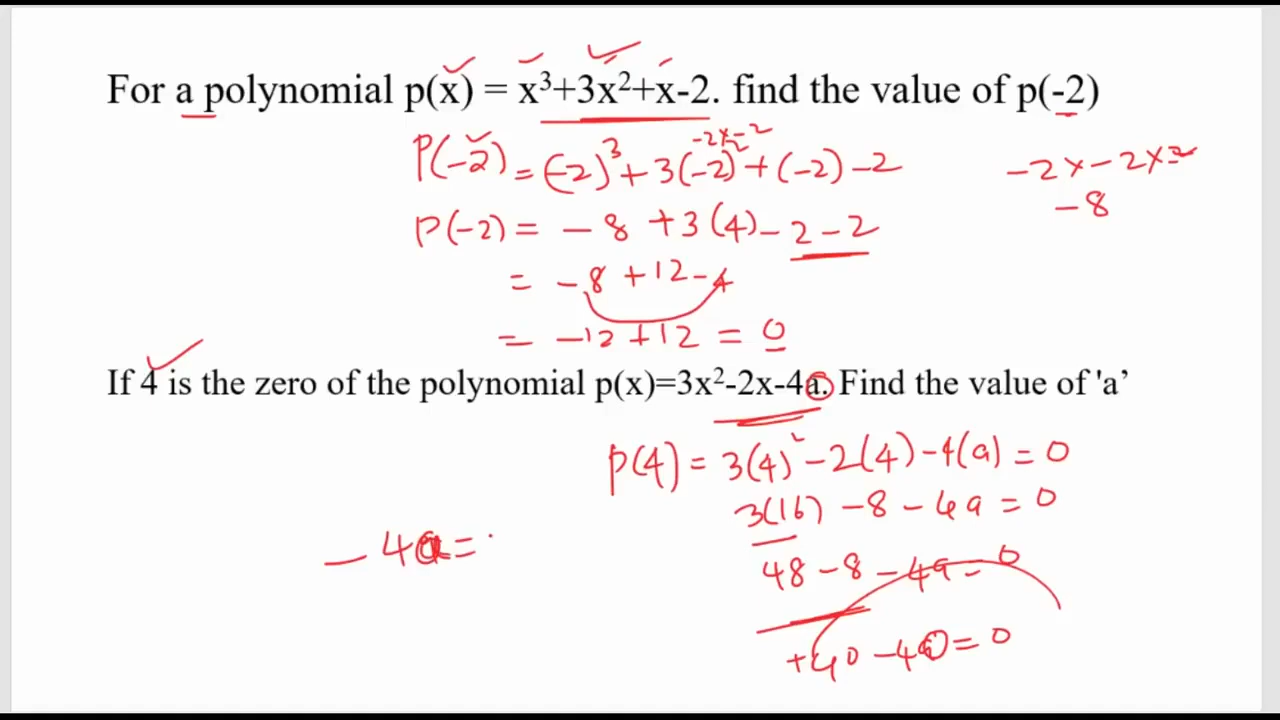 For a polynomial p(x) = x³+3x²+x-2. find the value of p(-2)
P(-2) = (-2)³ + 3(-2)² + (-2) -2
-2x-2
-2x-2x-2
-8
P(-2) = -8 + 3(4) - 2 - 2
= -8 +12 -4
= -12 +12 = 0
If 4 is the zero of the polynomial p(x)=3x²-2x-4a. Find the value of 'a’
p(4) = 3(4)² -2(4) -4(a) = 0
3(16) -8 -4a = 0
-4a=
48 -8 -4a = 0
+40 -4a = 0